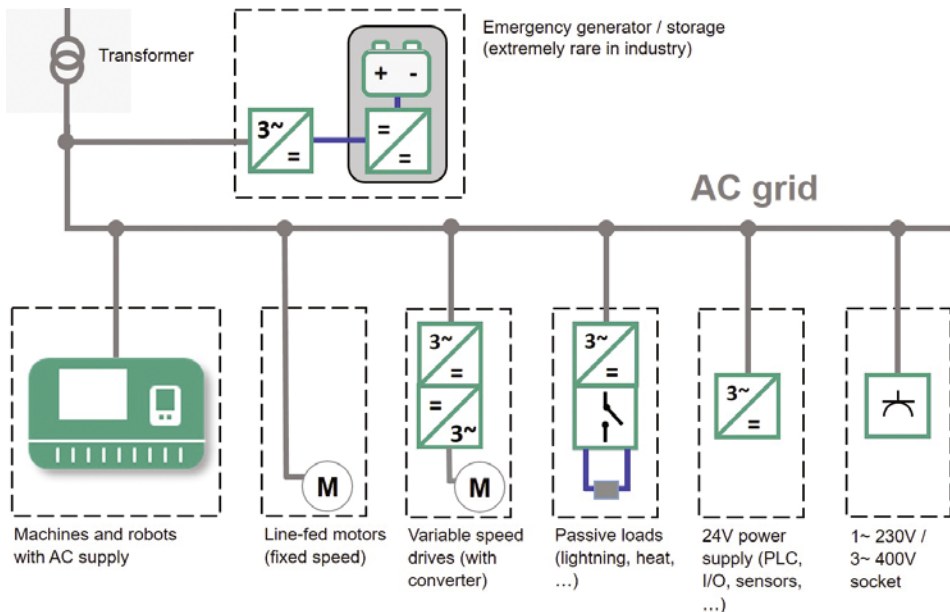 Transformer
Emergency generator / storage
(extremely rare in industry)
+ -
3~
=
=
=
AC grid
3~
=
=
3~
3~
=
3~
=
M
M
Machines and robots
with AC supply
Line-fed motors
(fixed speed)
Variable speed
drives (with
converter)
Passive loads
(lightning, heat,
...)
24V power
supply (PLC,
I/O, sensors,
...)
1~ 230V /
3~ 400V
socket